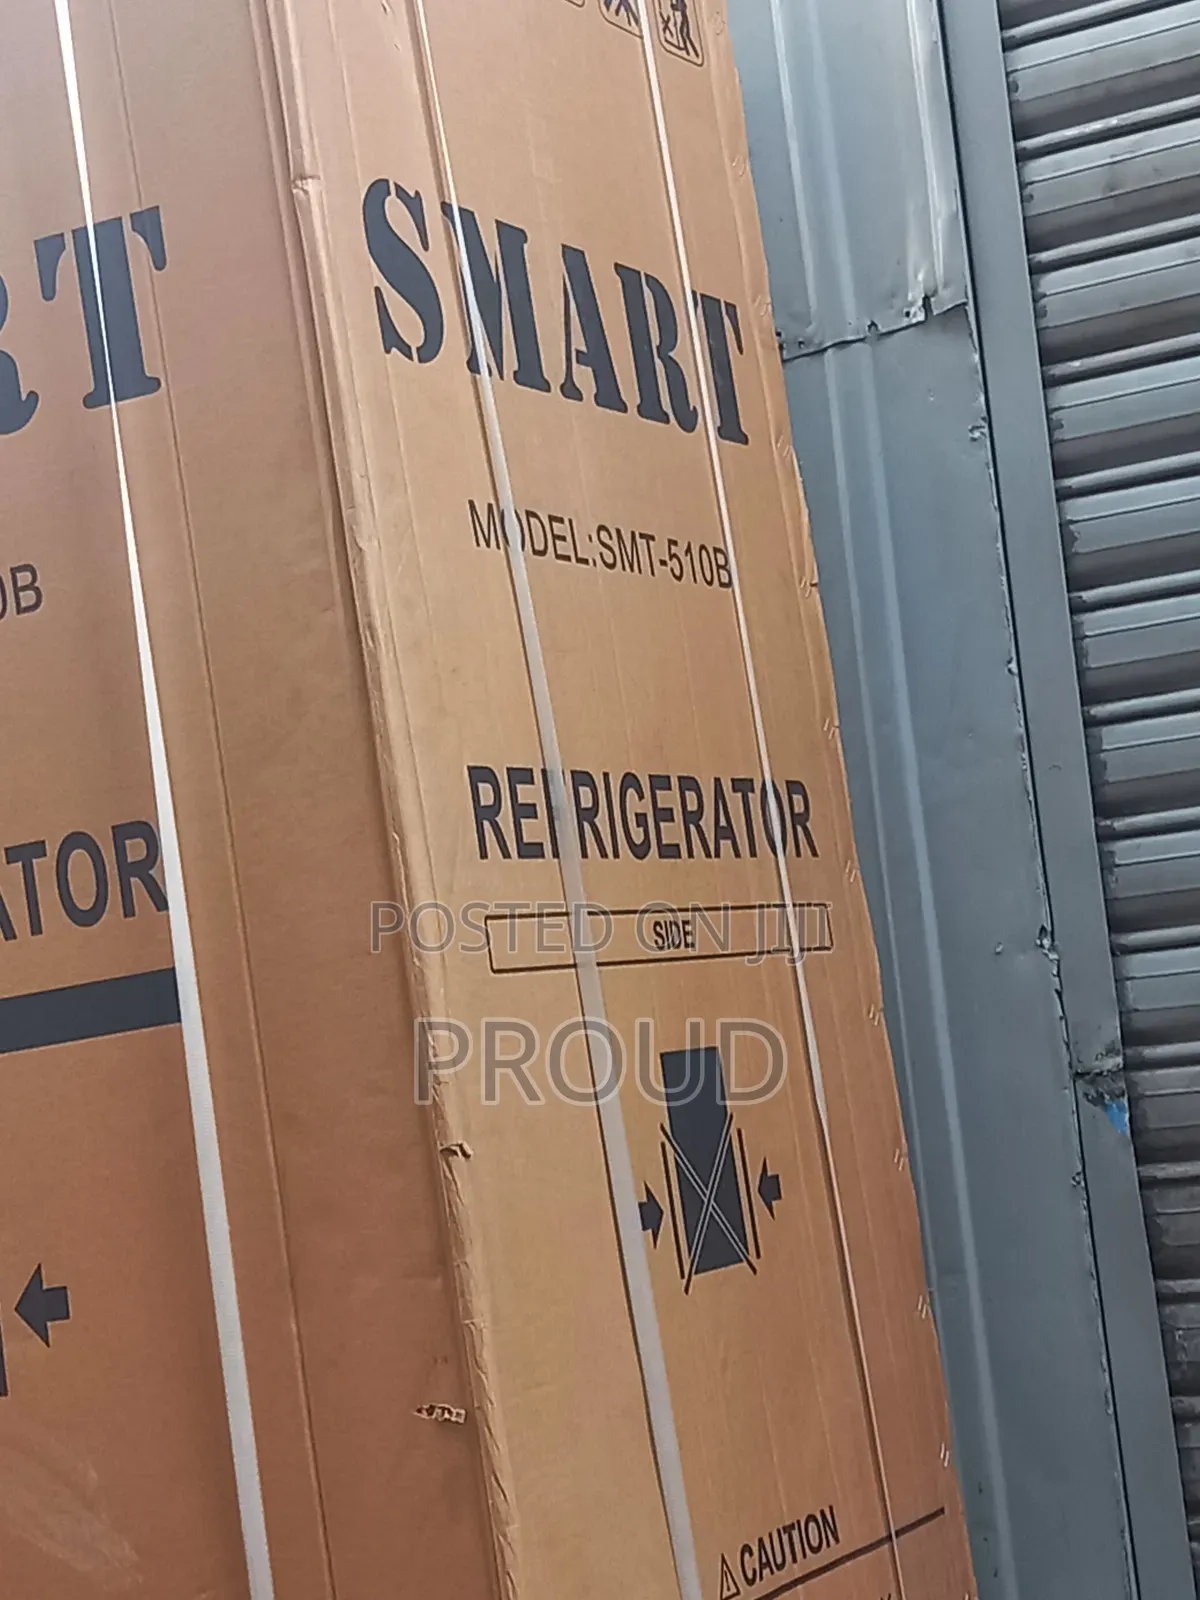 RT
SMART
0B
MODEL:SMT-510B
ATOR
REFRIGERATOR
SIDE
POSTED ON JIJI
PROUD
CAUTION